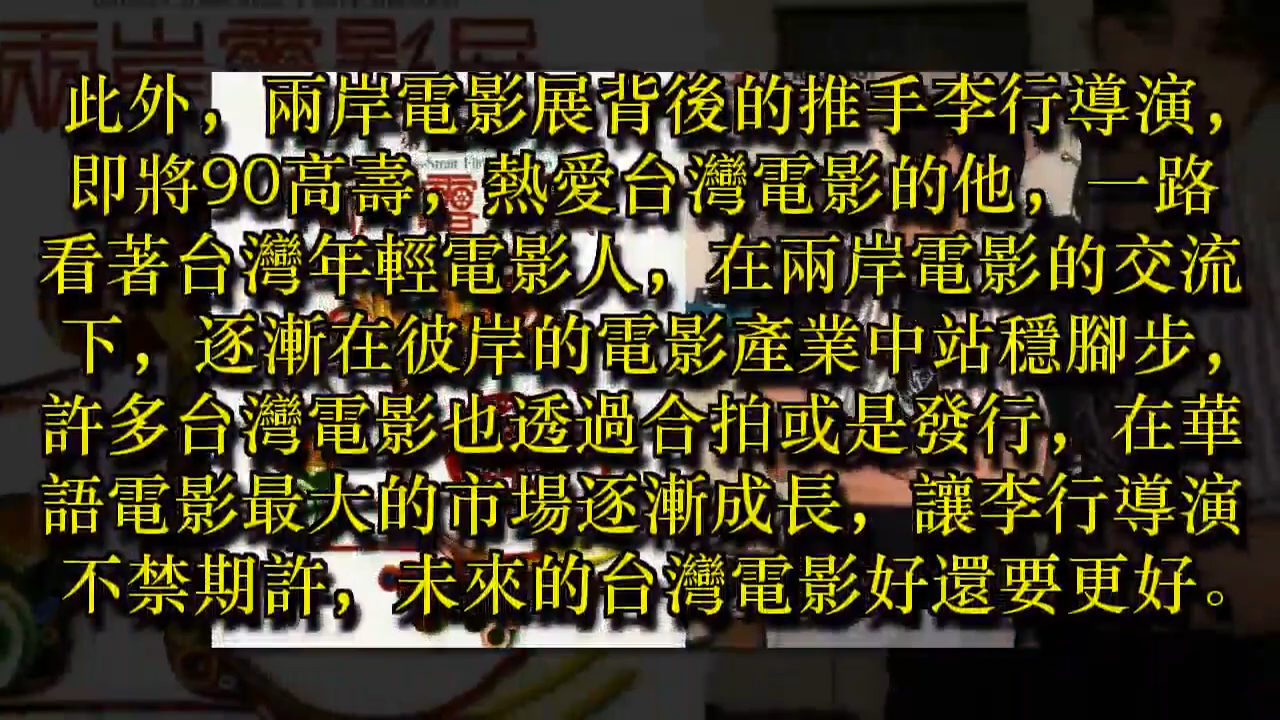 兩岸電影展
此外，兩岸電影展背後的推手李行導演，
即將90高壽，熱愛台灣電影的他，一路
看著台灣年輕電影人，在兩岸電影的交流
下，逐漸在彼岸的電影產業中站穩腳步，
許多台灣電影也透過合拍或是發行，在華
語電影最大的市場逐漸成長，讓李行導演
不禁期許，未來的台灣電影好還要更好。